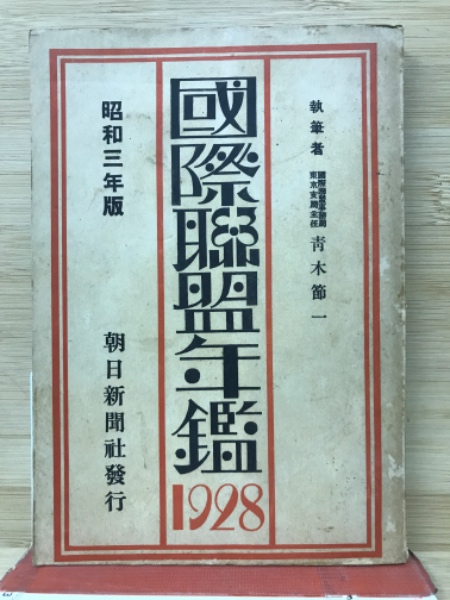 執筆者
國際聯盟事務局
東京支局主任
青木節一
國際聯盟年鑑
1928
昭和三年版
朝日新聞社發行